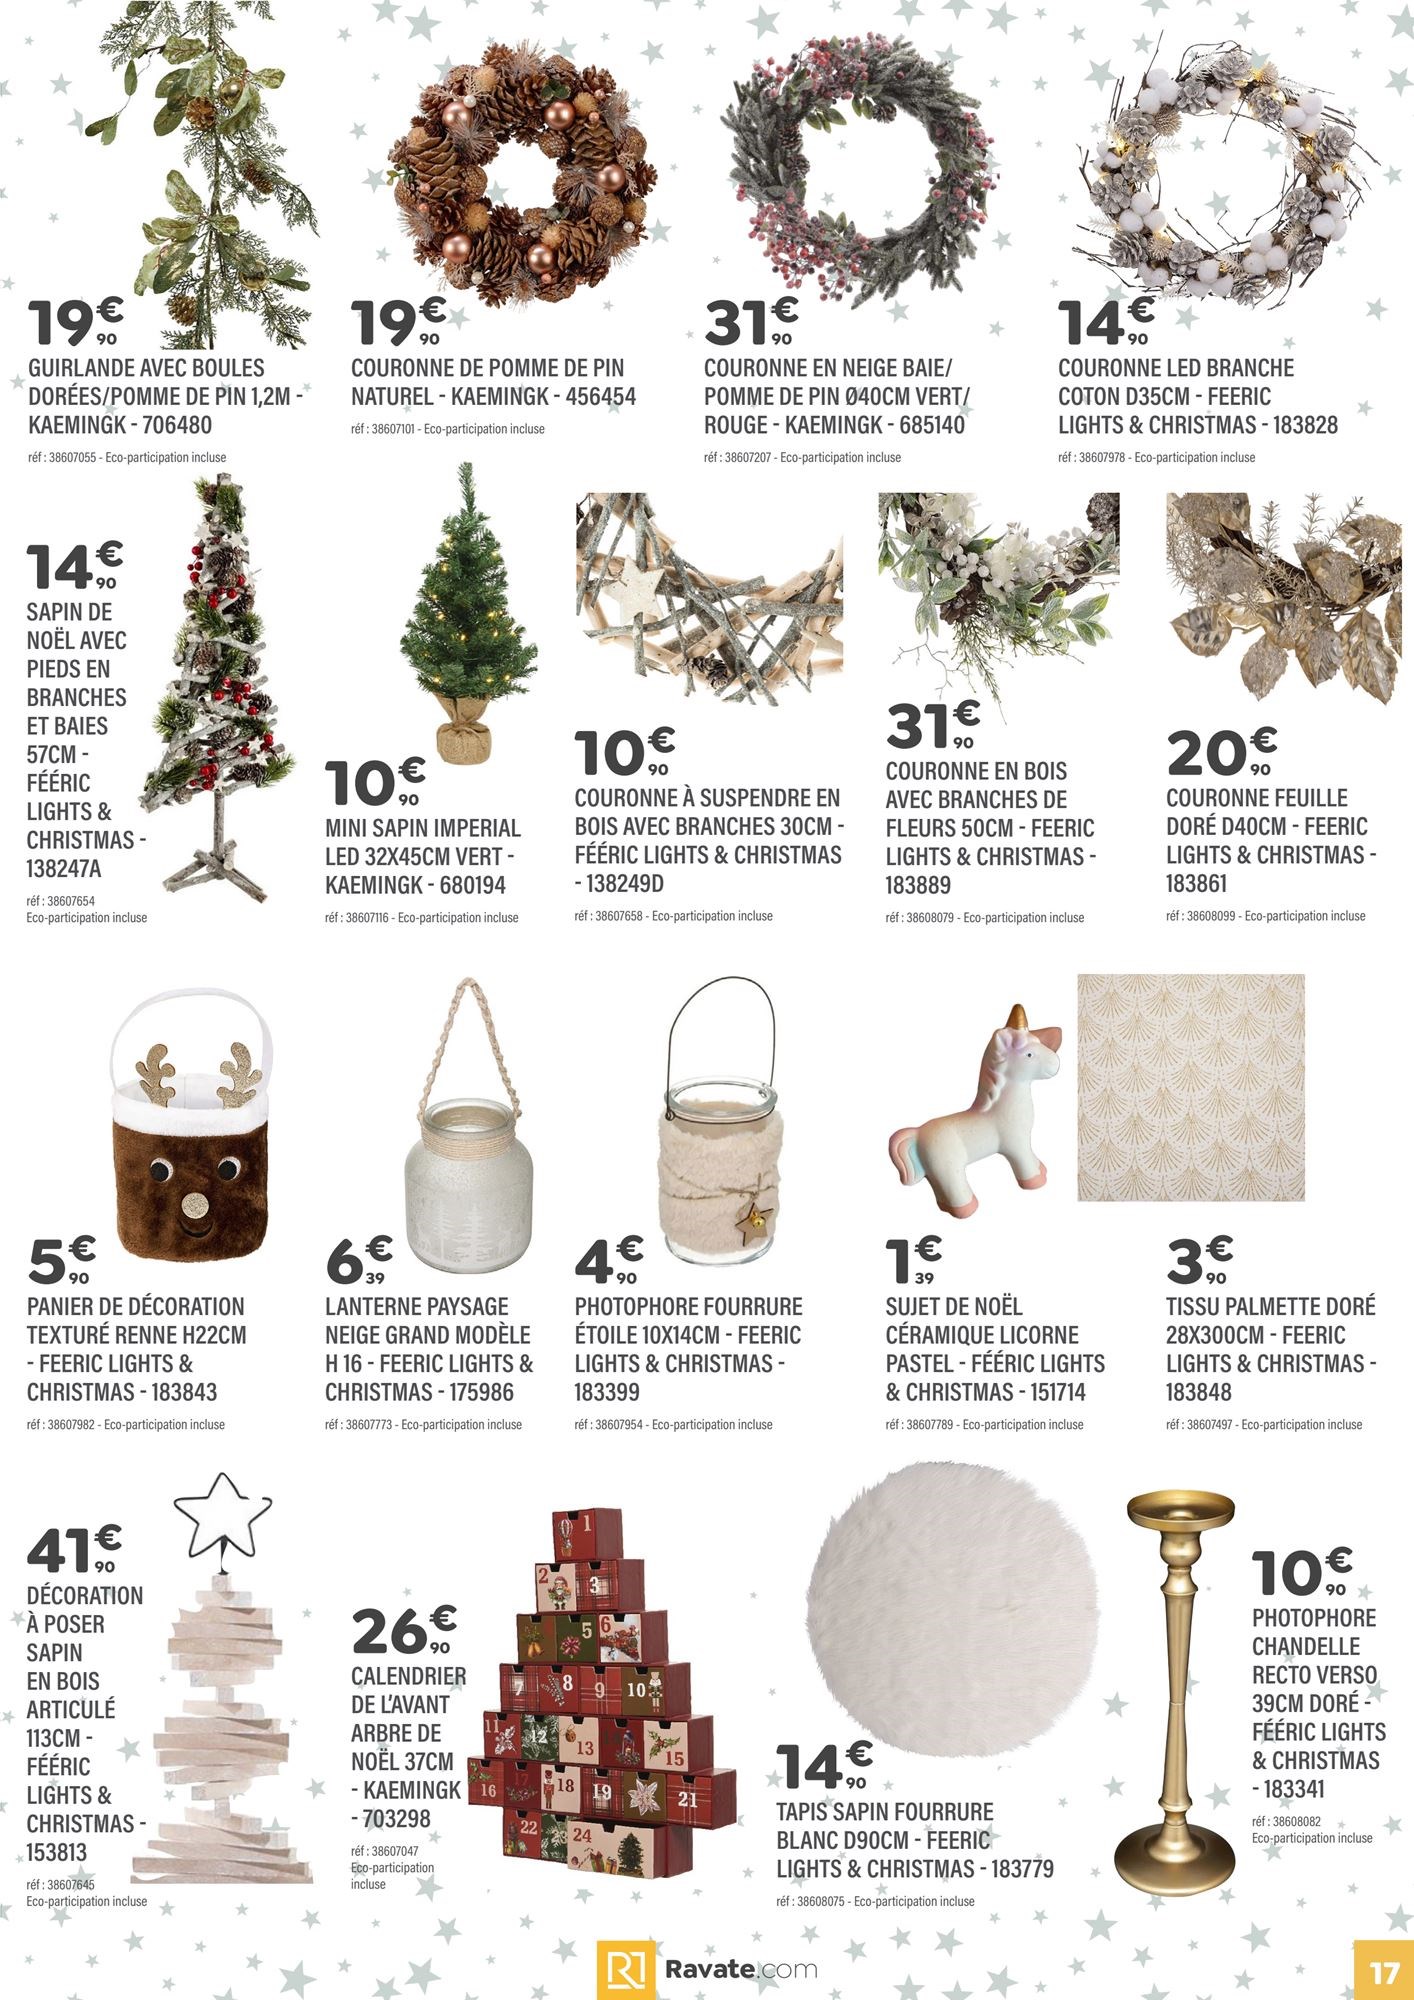 19€90
GUIRLANDE AVEC BOULES
DORÉES/POMME DE PIN 1,2M -
KAEMINGK - 706480
réf : 38607055 - Eco-participation incluse
19€90
COURONNE DE POMME DE PIN
NATUREL - KAEMINGK - 456454
réf : 38607101 - Eco-participation incluse
31€90
COURONNE EN NEIGE BAIE/
POMME DE PIN Ø40CM VERT/
ROUGE - KAEMINGK - 685140
réf : 38607207 - Eco-participation incluse
14€90
COURONNE LED BRANCHE
COTON D35CM - FEERIC
LIGHTS & CHRISTMAS - 183828
réf : 38607978 - Eco-participation incluse
14€90
SAPIN DE
NOËL AVEC
PIEDS EN
BRANCHES
ET BAIES
57CM -
FÉÉRIC
LIGHTS &
CHRISTMAS -
138247A
réf : 38607654
Eco-participation incluse
10€90
MINI SAPIN IMPERIAL
LED 32X45CM VERT -
KAEMINGK - 680194
réf : 38607116 - Eco-participation incluse
10€90
COURONNE À SUSPENDRE EN
BOIS AVEC BRANCHES 30CM -
FÉÉRIC LIGHTS & CHRISTMAS
- 138249D
réf : 38607658 - Eco-participation incluse
31€90
COURONNE EN BOIS
AVEC BRANCHES DE
FLEURS 50CM - FEERIC
LIGHTS & CHRISTMAS -
183889
réf : 38608079 - Eco-participation incluse
20€90
COURONNE FEUILLE
DORÉ D40CM - FEERIC
LIGHTS & CHRISTMAS -
183861
réf : 38608099 - Eco-participation incluse
5€90
PANIER DE DÉCORATION
TEXTURÉ RENNE H22CM
- FEERIC LIGHTS &
CHRISTMAS - 183843
réf : 38607982 - Eco-participation incluse
6€39
LANTERNE PAYSAGE
NEIGE GRAND MODÈLE
H 16 - FEERIC LIGHTS &
CHRISTMAS - 175986
réf : 38607773 - Eco-participation incluse
4€90
PHOTOPHORE FOURRURE
ÉTOILE 10X14CM - FEERIC
LIGHTS & CHRISTMAS -
183399
réf : 38607954 - Eco-participation incluse
1€39
SUJET DE NOËL
CÉRAMIQUE LICORNE
PASTEL - FÉÉRIC LIGHTS
& CHRISTMAS - 151714
réf : 38607789 - Eco-participation incluse
3€90
TISSU PALMETTE DORÉ
28X300CM - FEERIC
LIGHTS & CHRISTMAS -
183848
réf : 38607497 - Eco-participation incluse
41€90
DÉCORATION
À POSER
SAPIN
EN BOIS
ARTICULÉ
113CM -
FÉÉRIC
LIGHTS &
CHRISTMAS -
153813
réf : 38607645
Eco-participation incluse
26€90
CALENDRIER
DE L'AVANT
ARBRE DE
NOËL 37CM
- KAEMINGK
- 703298
réf : 38607047
Eco-participation
incluse
1
2 3
5 6
7 8 9 10
11 12 13 15
16 17 18 19 21
22 23 24
14€90
TAPIS SAPIN FOURRURE
BLANC D90CM - FEERIC
LIGHTS & CHRISTMAS - 183779
réf : 38608075 - Eco-participation incluse
10€90
PHOTOPHORE
CHANDELLE
RECTO VERSO
39CM DORÉ -
FÉÉRIC LIGHTS
& CHRISTMAS
- 183341
réf : 38608082
Eco-participation incluse
Ravate.com
17